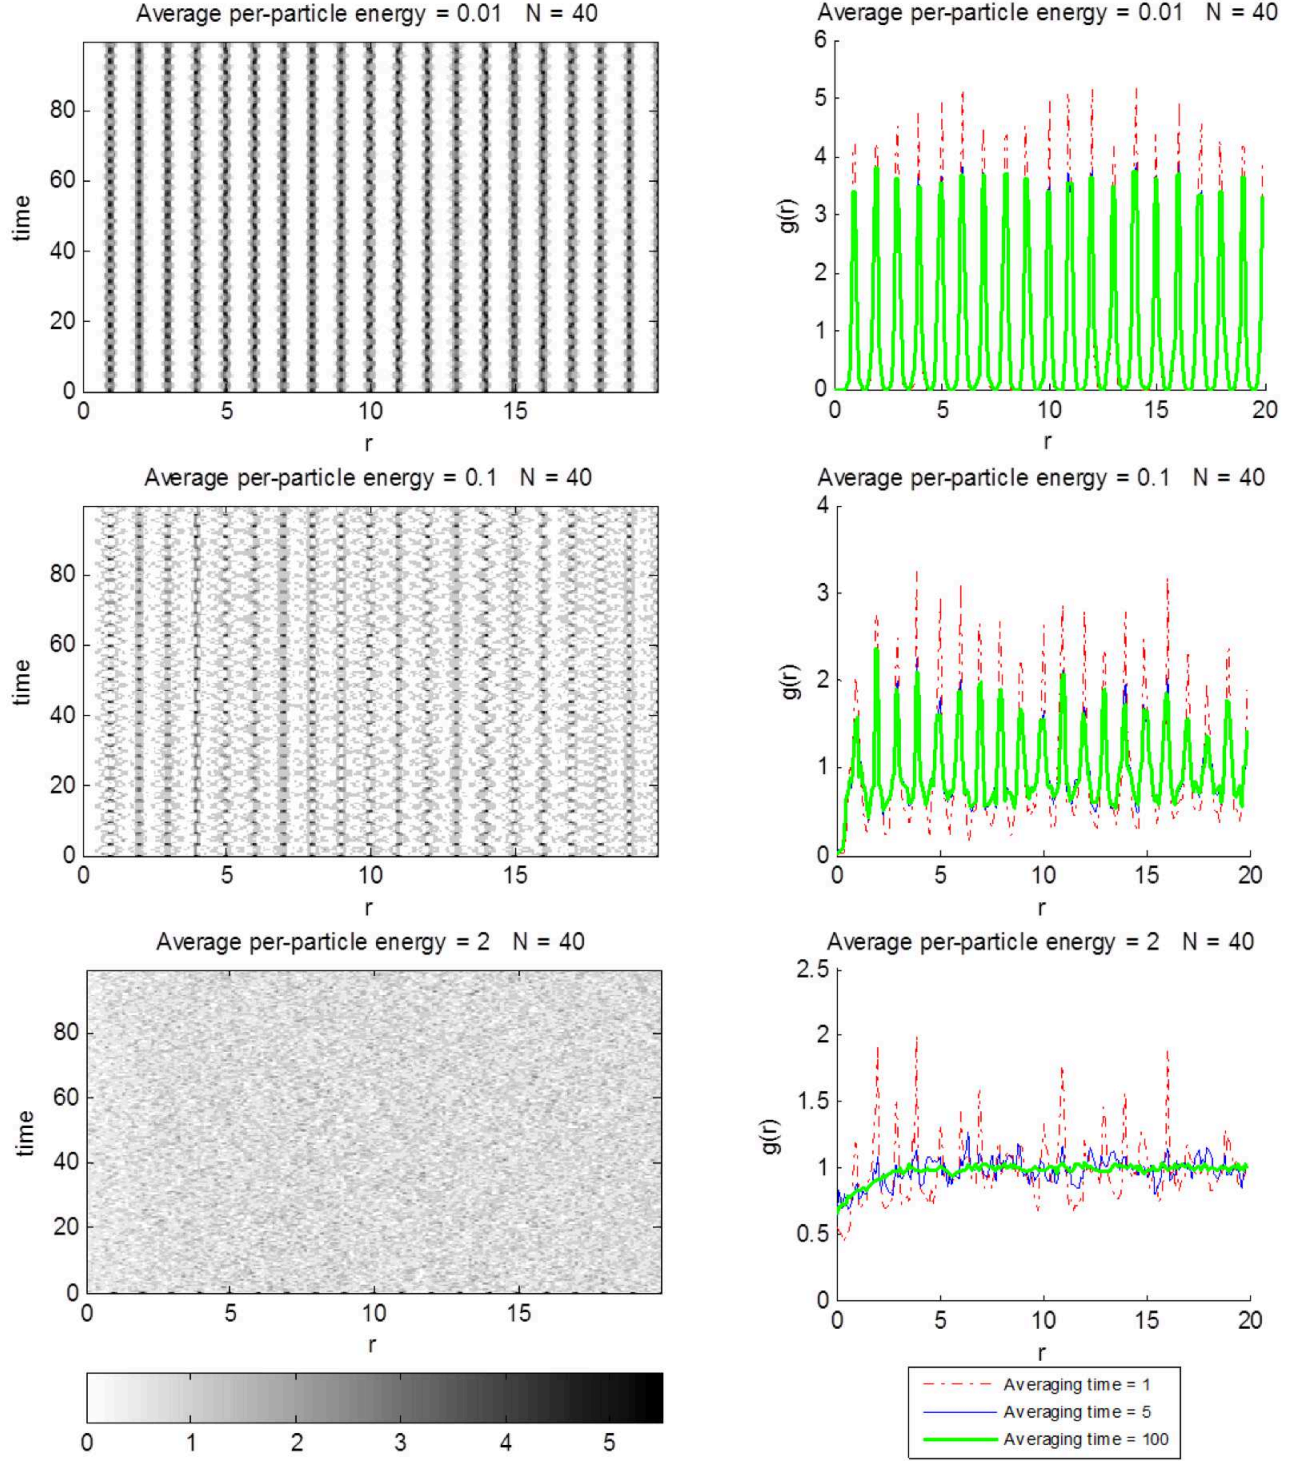 Average per-particle energy = 0.01 N = 40
80
60
40
20
0
time
0 5 10 15
r
Average per-particle energy = 0.01 N = 40
6
5
4
3
2
1
0
g(r)
0 5 10 15 20
r
Average per-particle energy = 0.1 N = 40
80
60
40
20
0
time
0 5 10 15
r
Average per-particle energy = 0.1 N = 40
4
3
2
1
0
g(r)
0 5 10 15 20
r
Average per-particle energy = 2 N = 40
80
60
40
20
0
time
0 5 10 15
r
0 1 2 3 4 5
Average per-particle energy = 2 N = 40
2.5
2
1.5
1
0.5
0
g(r)
0 5 10 15 20
r
Averaging time = 1
Averaging time = 5
Averaging time = 100